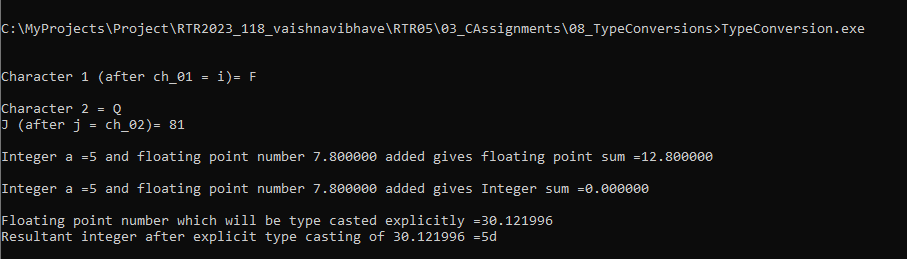 C:\MyProjects\Project\RTR2023_118_vaishnavibhave\RTR05\03_CAssignments\08_TypeConversions>TypeConversion.exe
Character 1 (after ch_01 = i)= F
Character 2 = Q
J (after j = ch_02)= 81
Integer a =5 and floating point number 7.800000 added gives floating point sum =12.800000
Integer a =5 and floating point number 7.800000 added gives Integer sum =0.000000
Floating point number which will be type casted explicitly =30.121996
Resultant integer after explicit type casting of 30.121996 =5d